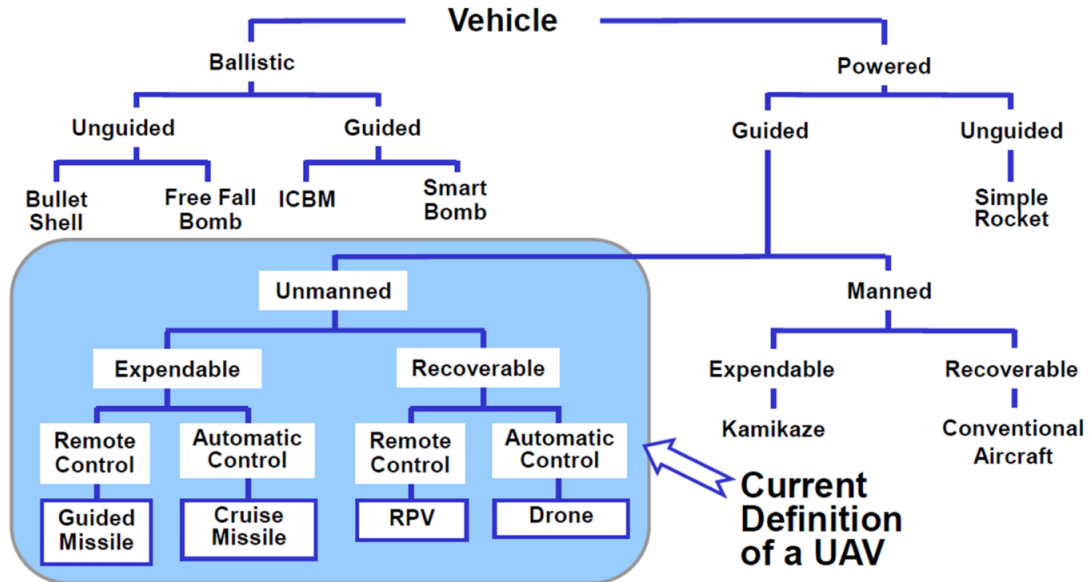 Vehicle
Ballistic
Powered
Unguided
Guided
Guided
Unguided
Bullet
Shell
Free Fall
Bomb
ICBM
Smart
Bomb
Simple
Rocket
Unmanned
Manned
Expendable
Recoverable
Expendable
Recoverable
Remote
Control
Automatic
Control
Remote
Control
Automatic
Control
Kamikaze
Conventional
Aircraft
Guided
Missile
Cruise
Missile
RPV
Drone
Current
Definition
of a UAV